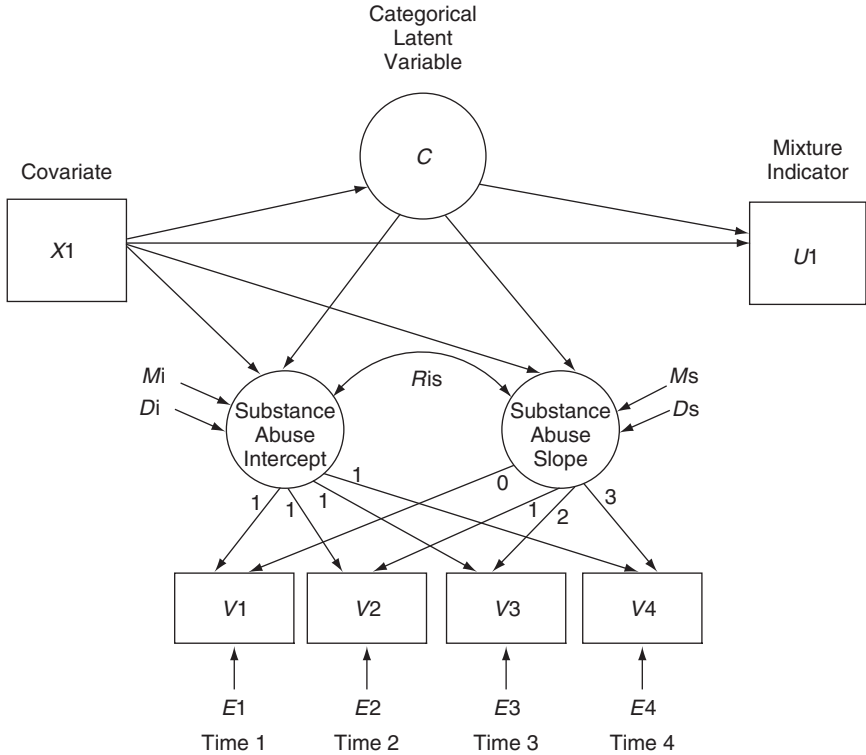 Categorical
Latent
Variable
C
Covariate
Mixture
Indicator
X1
U1
Mi
Di
Ris
Ms
Ds
Substance
Abuse
Intercept
Substance
Abuse
Slope
1
1
1
1
0
1
2
3
V1
V2
V3
V4
E1
E2
E3
E4
Time 1
Time 2
Time 3
Time 4